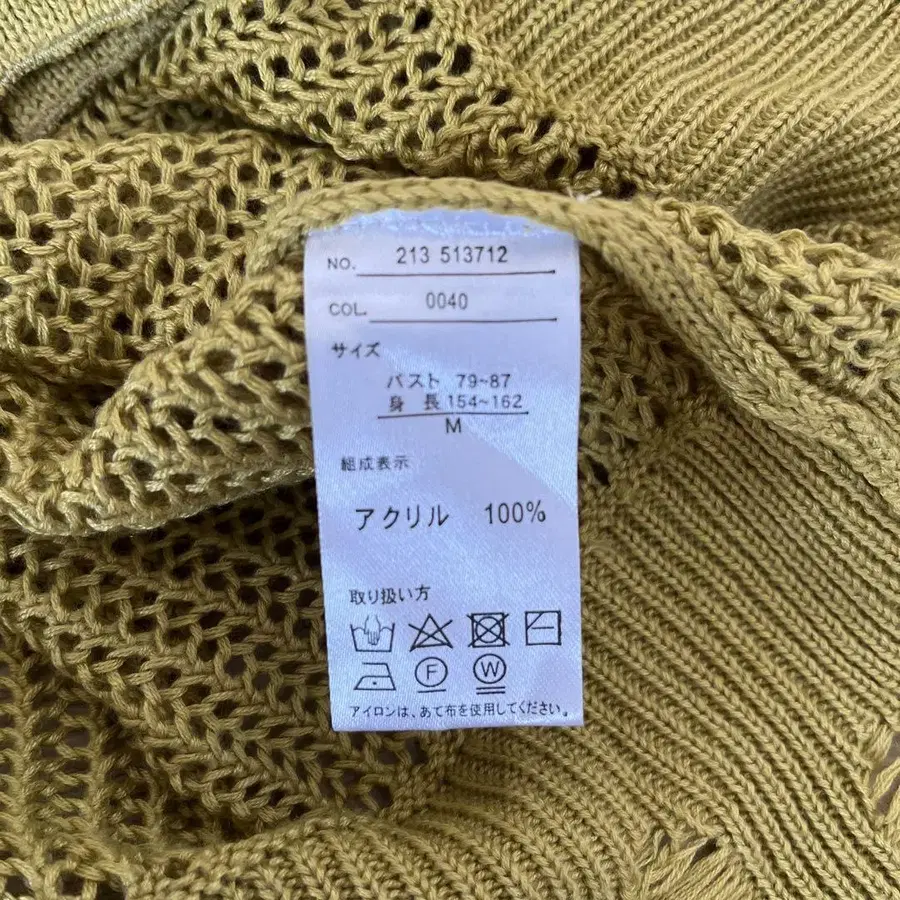 NO. 213 513712
COL. 0040
サイズ
バスト 79~87
身 長 154~162
M
組成表示
アクリル 100%
取り扱い方
F W
アイロンは、あて布を使用してください。